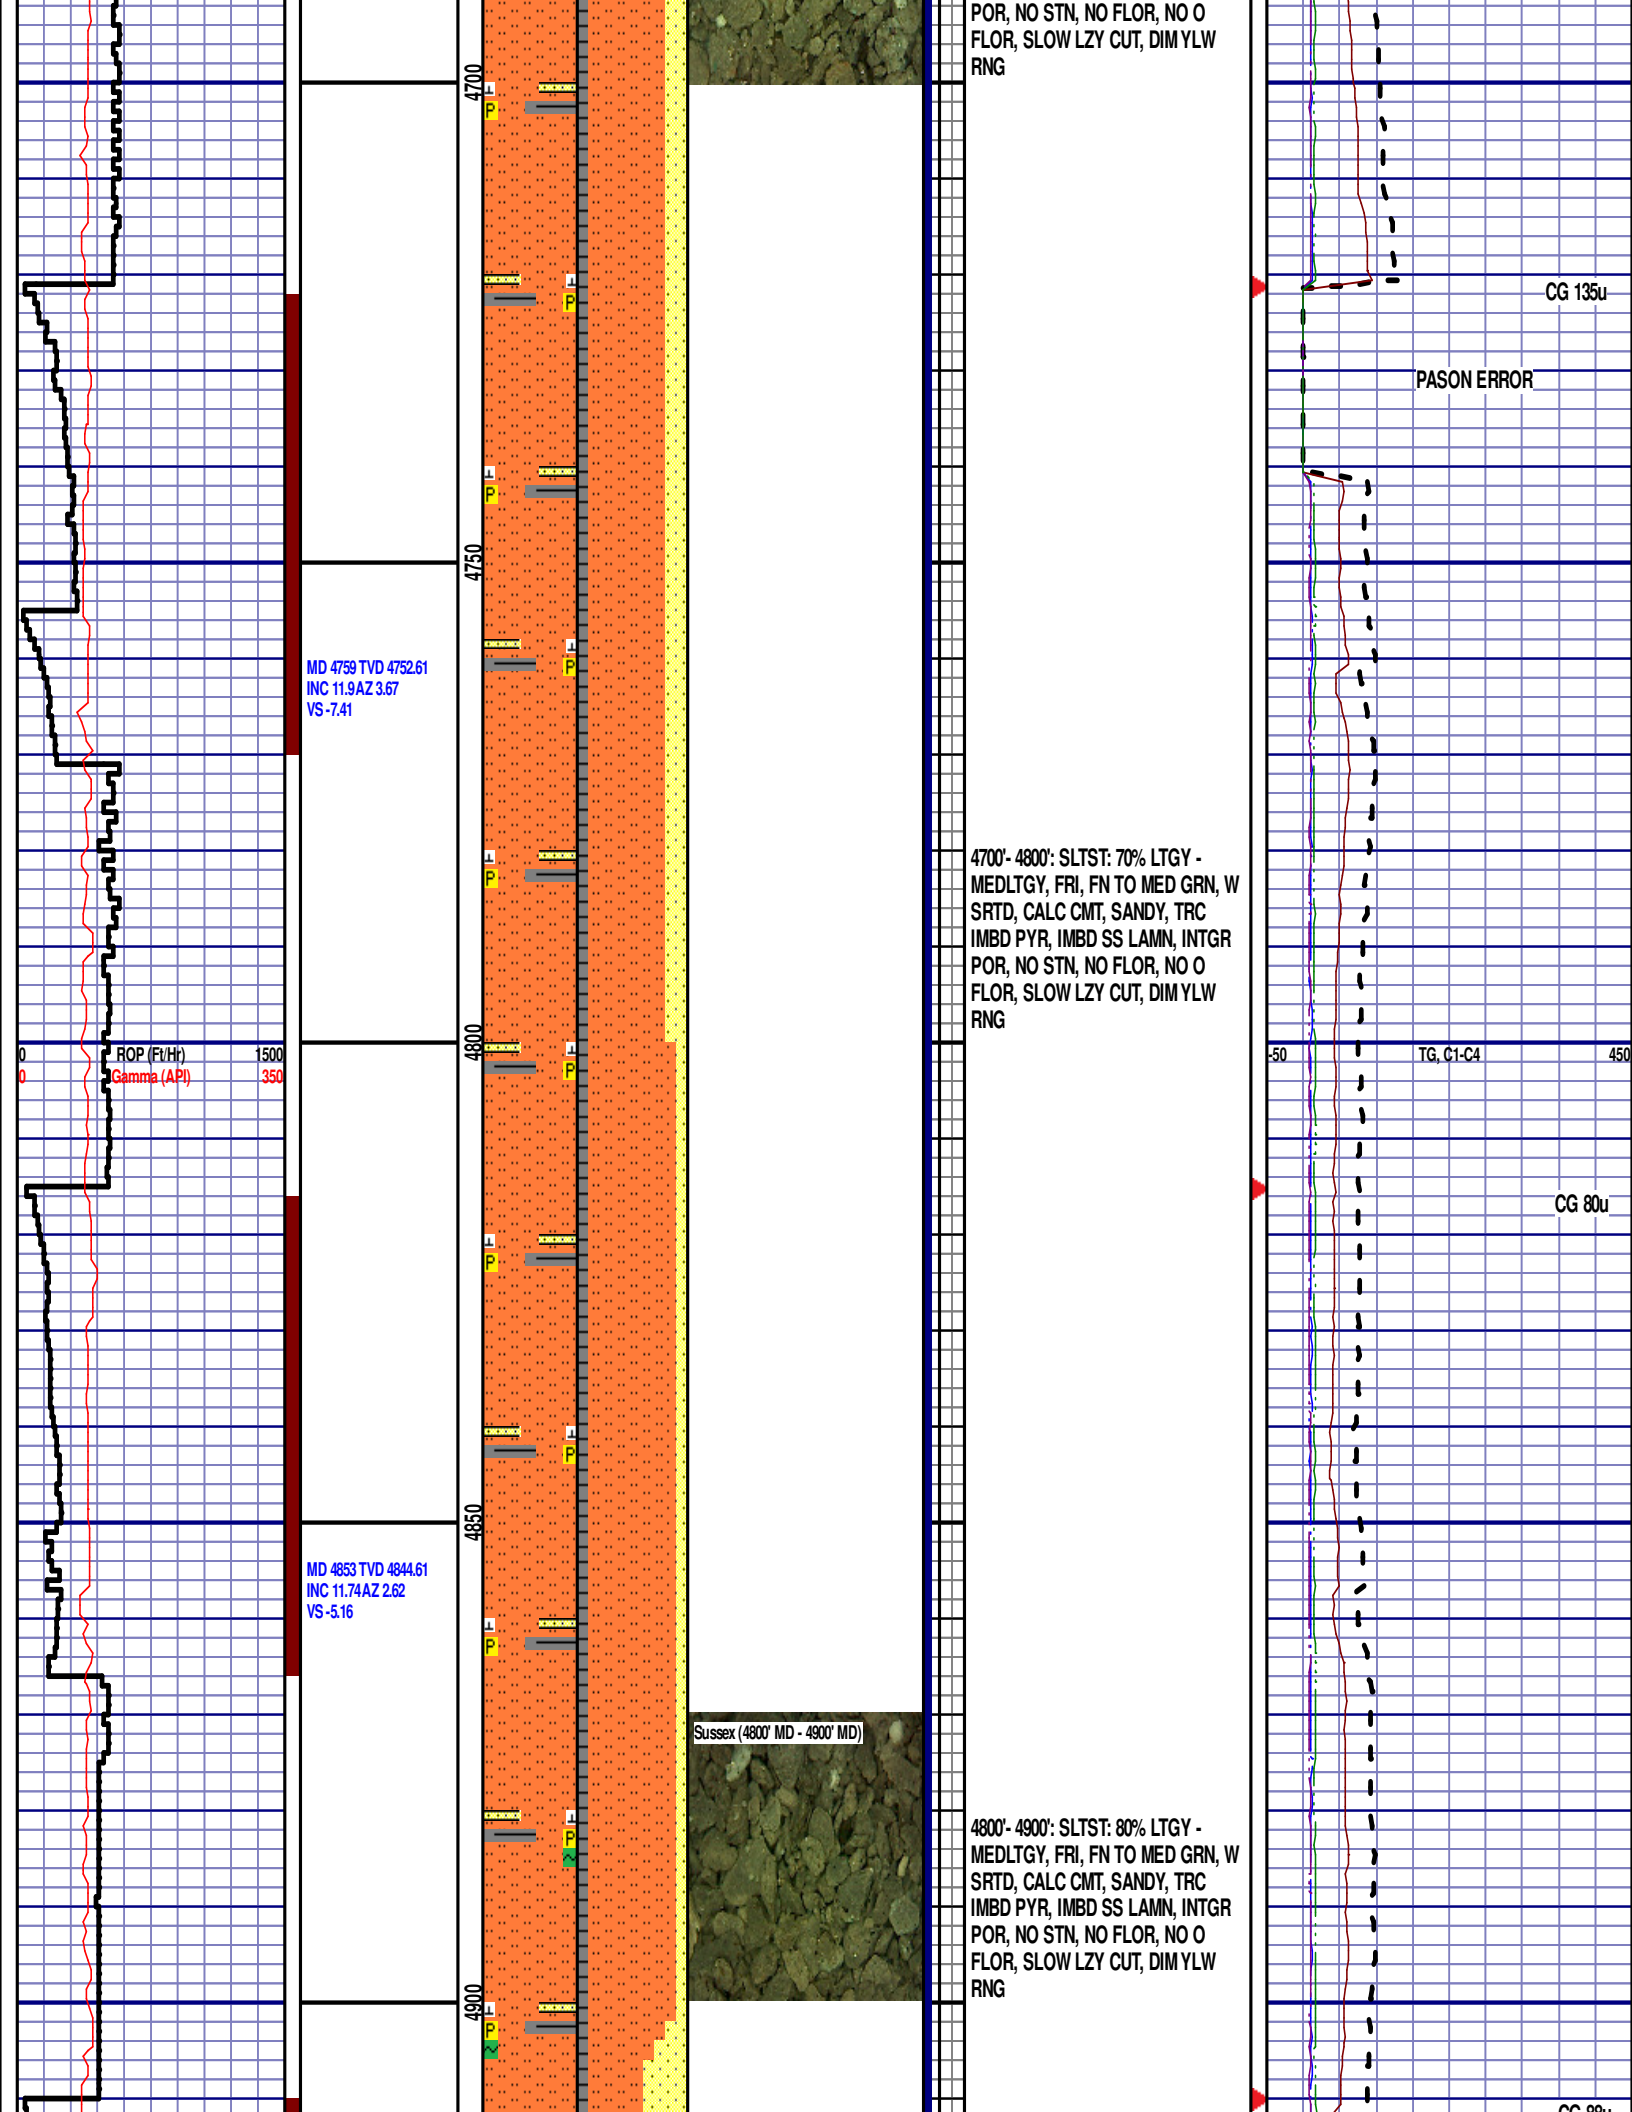 POR, NO STN, NO FLOR, NO O
FLOR, SLOW LZY CUT, DIM YLW
RNG
4700
P
P
CG 135u
PASON ERROR
P
4750
MD 4759 TVD 4752.61
INC 11.9 AZ 3.67
VS -7.41
P
P
4700'- 4800': SLTST: 70% LTGY -
MEDLTGY, FRI, FN TO MED GRN, W
SRTD, CALC CMT, SANDY, TRC
IMBD PYR, IMBD SS LAMN, INTGR
POR, NO STN, NO FLOR, NO O
FLOR, SLOW LZY CUT, DIM YLW
RNG
4800
0 ROP (Ft/Hr) 1500
0 Gamma (API) 350
-50 TG, C1-C4 450
P
CG 80u
P
P
4850
MD 4853 TVD 4844.61
INC 11.74 AZ 2.62
VS -5.16
P
Sussex (4800' MD - 4900' MD)
P
4800'- 4900': SLTST: 80% LTGY -
MEDLTGY, FRI, FN TO MED GRN, W
SRTD, CALC CMT, SANDY, TRC
IMBD PYR, IMBD SS LAMN, INTGR
POR, NO STN, NO FLOR, NO O
FLOR, SLOW LZY CUT, DIM YLW
RNG
4900
P